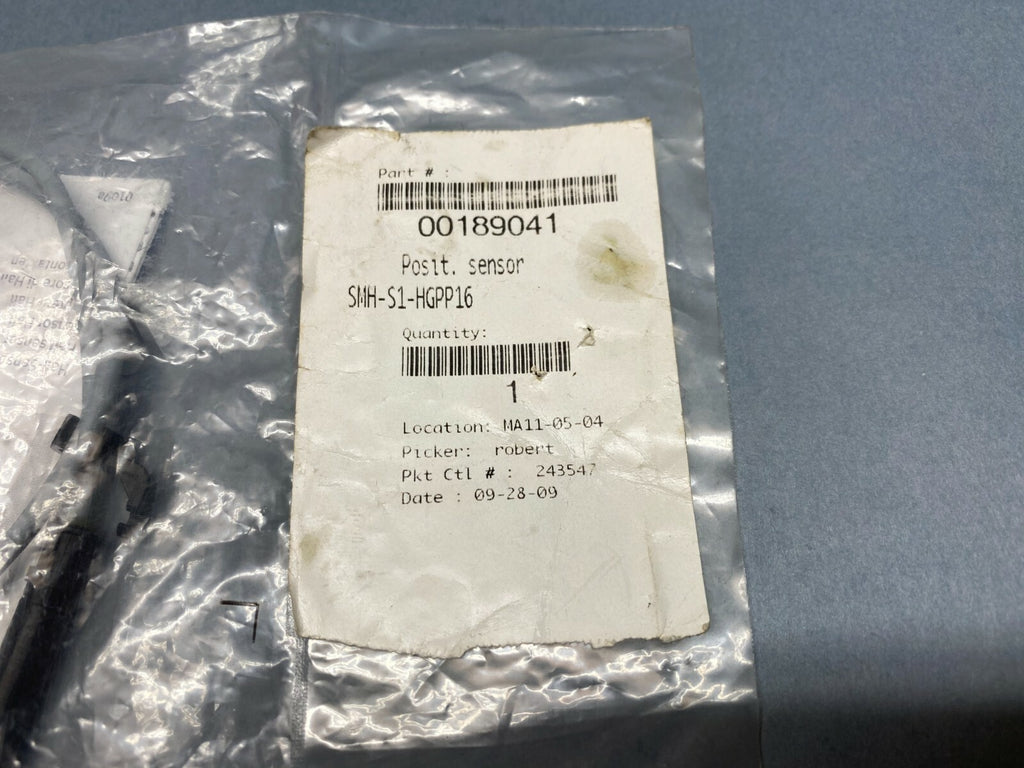 Part # :
00189041
Posit. sensor
SMH-S1-HGPP16
Quantity:
1
Location: MA11-05-04
Picker: robert
Pkt Ctl # : 243547
Date : 09-28-09